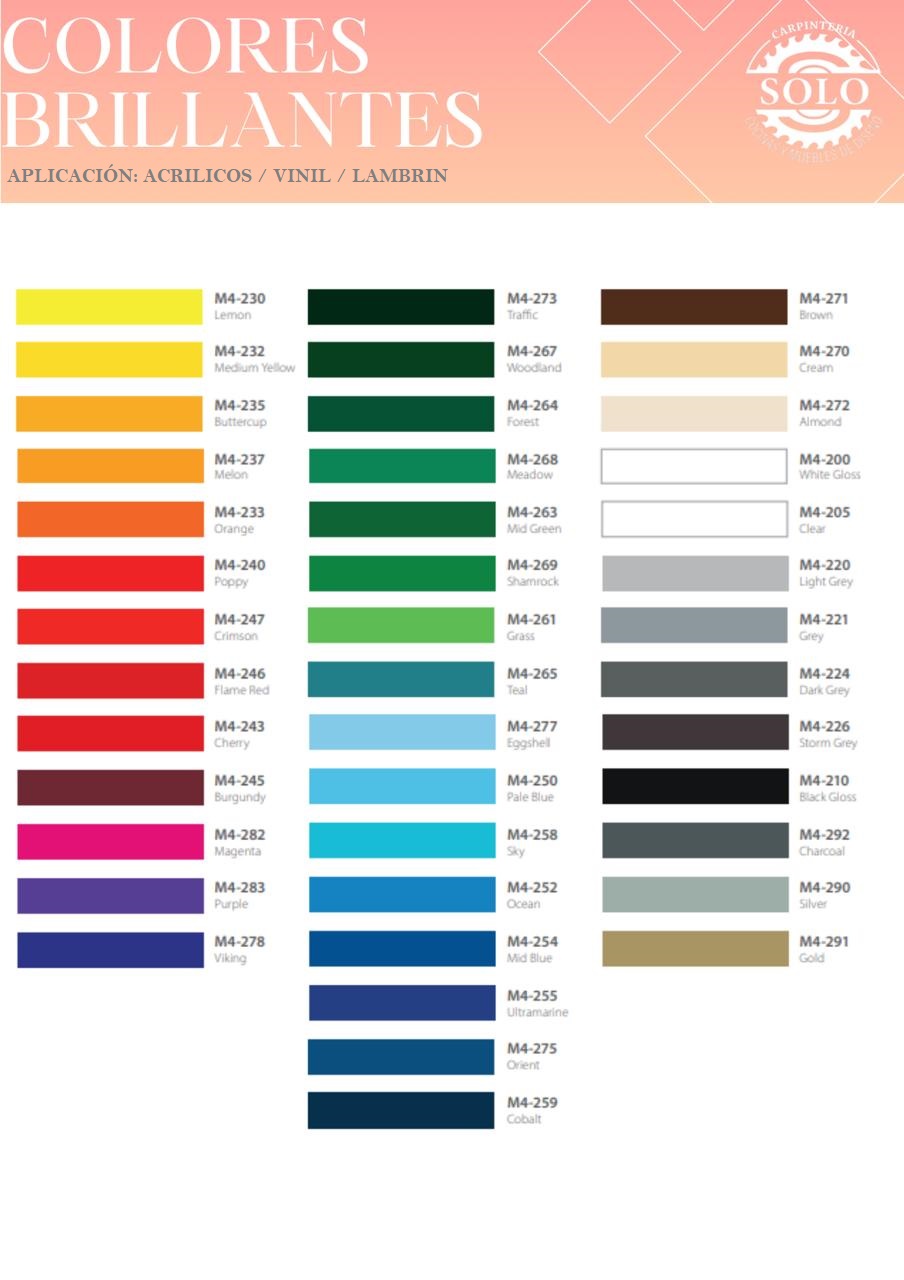 COLORES
BRILLANTES
APLICACIÓN: ACRILICOS / VINIL / LAMBRIN
CARPINTERIA
SOLO
COCINAS Y MUEBLES DE DISEÑO
M4-230
Lemon
M4-232
Medium Yellow
M4-235
Buttercup
M4-237
Melon
M4-233
Orange
M4-240
Poppy
M4-247
Crimson
M4-246
Flame Red
M4-243
Cherry
M4-245
Burgundy
M4-282
Magenta
M4-283
Purple
M4-278
Viking
M4-273
Traffic
M4-267
Woodland
M4-264
Forest
M4-268
Meadow
M4-263
Mid Green
M4-269
Shamrock
M4-261
Grass
M4-265
Teal
M4-277
Eggshell
M4-250
Pale Blue
M4-258
Sky
M4-252
Ocean
M4-254
Mid Blue
M4-255
Ultramarine
M4-275
Orient
M4-259
Cobalt
M4-271
Brown
M4-270
Cream
M4-272
Almond
M4-200
White Gloss
M4-205
Clear
M4-220
Light Grey
M4-221
Grey
M4-224
Dark Grey
M4-226
Storm Grey
M4-210
Black Gloss
M4-292
Charcoal
M4-290
Silver
M4-291
Gold